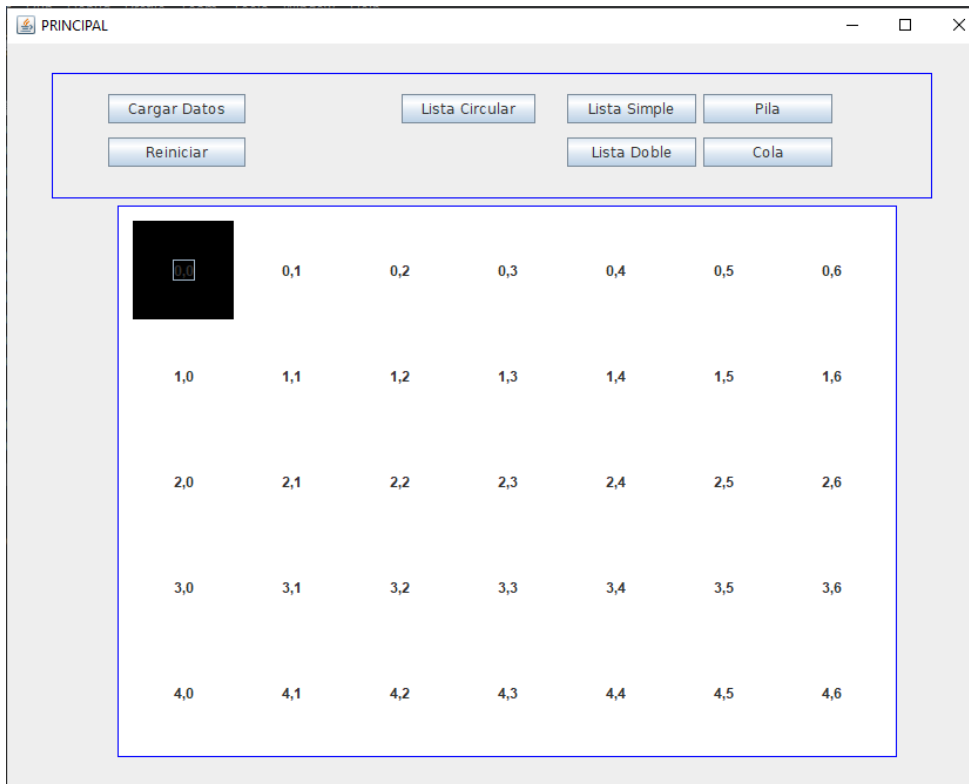 PRINCIPAL
Cargar Datos Lista Circular Lista Simple Pila
Reiniciar Lista Doble Cola
0,0 0,1 0,2 0,3 0,4 0,5 0,6
1,0 1,1 1,2 1,3 1,4 1,5 1,6
2,0 2,1 2,2 2,3 2,4 2,5 2,6
3,0 3,1 3,2 3,3 3,4 3,5 3,6
4,0 4,1 4,2 4,3 4,4 4,5 4,6